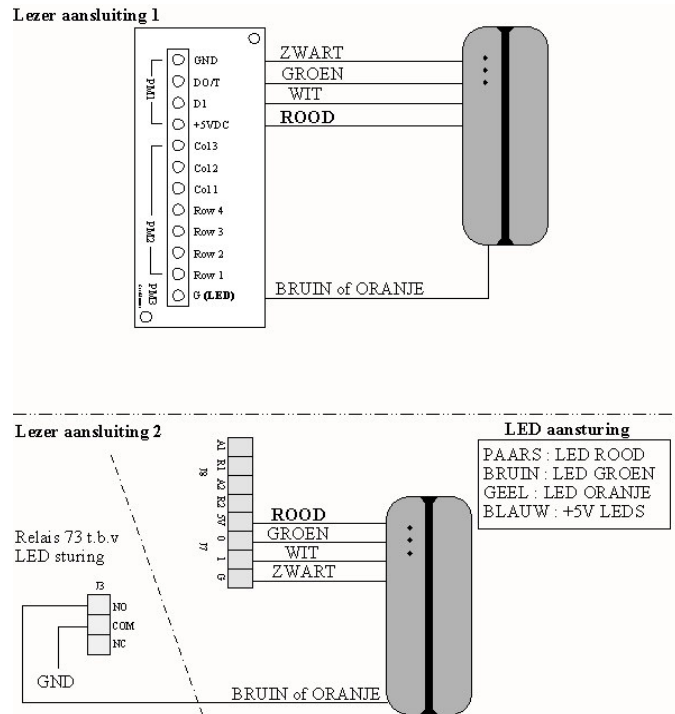 Lezer aansluiting 1
GND
DO/T
D1
+5VDC
Col3
Col2
Col1
Row 4
Row 3
Row 2
Row 1
G (LED)
PM1
PM2
PM3
ZWART
GROEN
WIT
ROOD
BRUIN of ORANJE
Lezer aansluiting 2
A1
R1
A2
R2
5V
0
1
G
J8
J7
ROOD
GROEN
WIT
ZWART
LED aansturing
PAARS : LED ROOD
BRUIN : LED GROEN
GEEL : LED ORANJE
BLAUW : +5V LEDS
Relais 73 t.b.v
LED sturing
J3
NO
COM
NC
GND
BRUIN of ORANJE